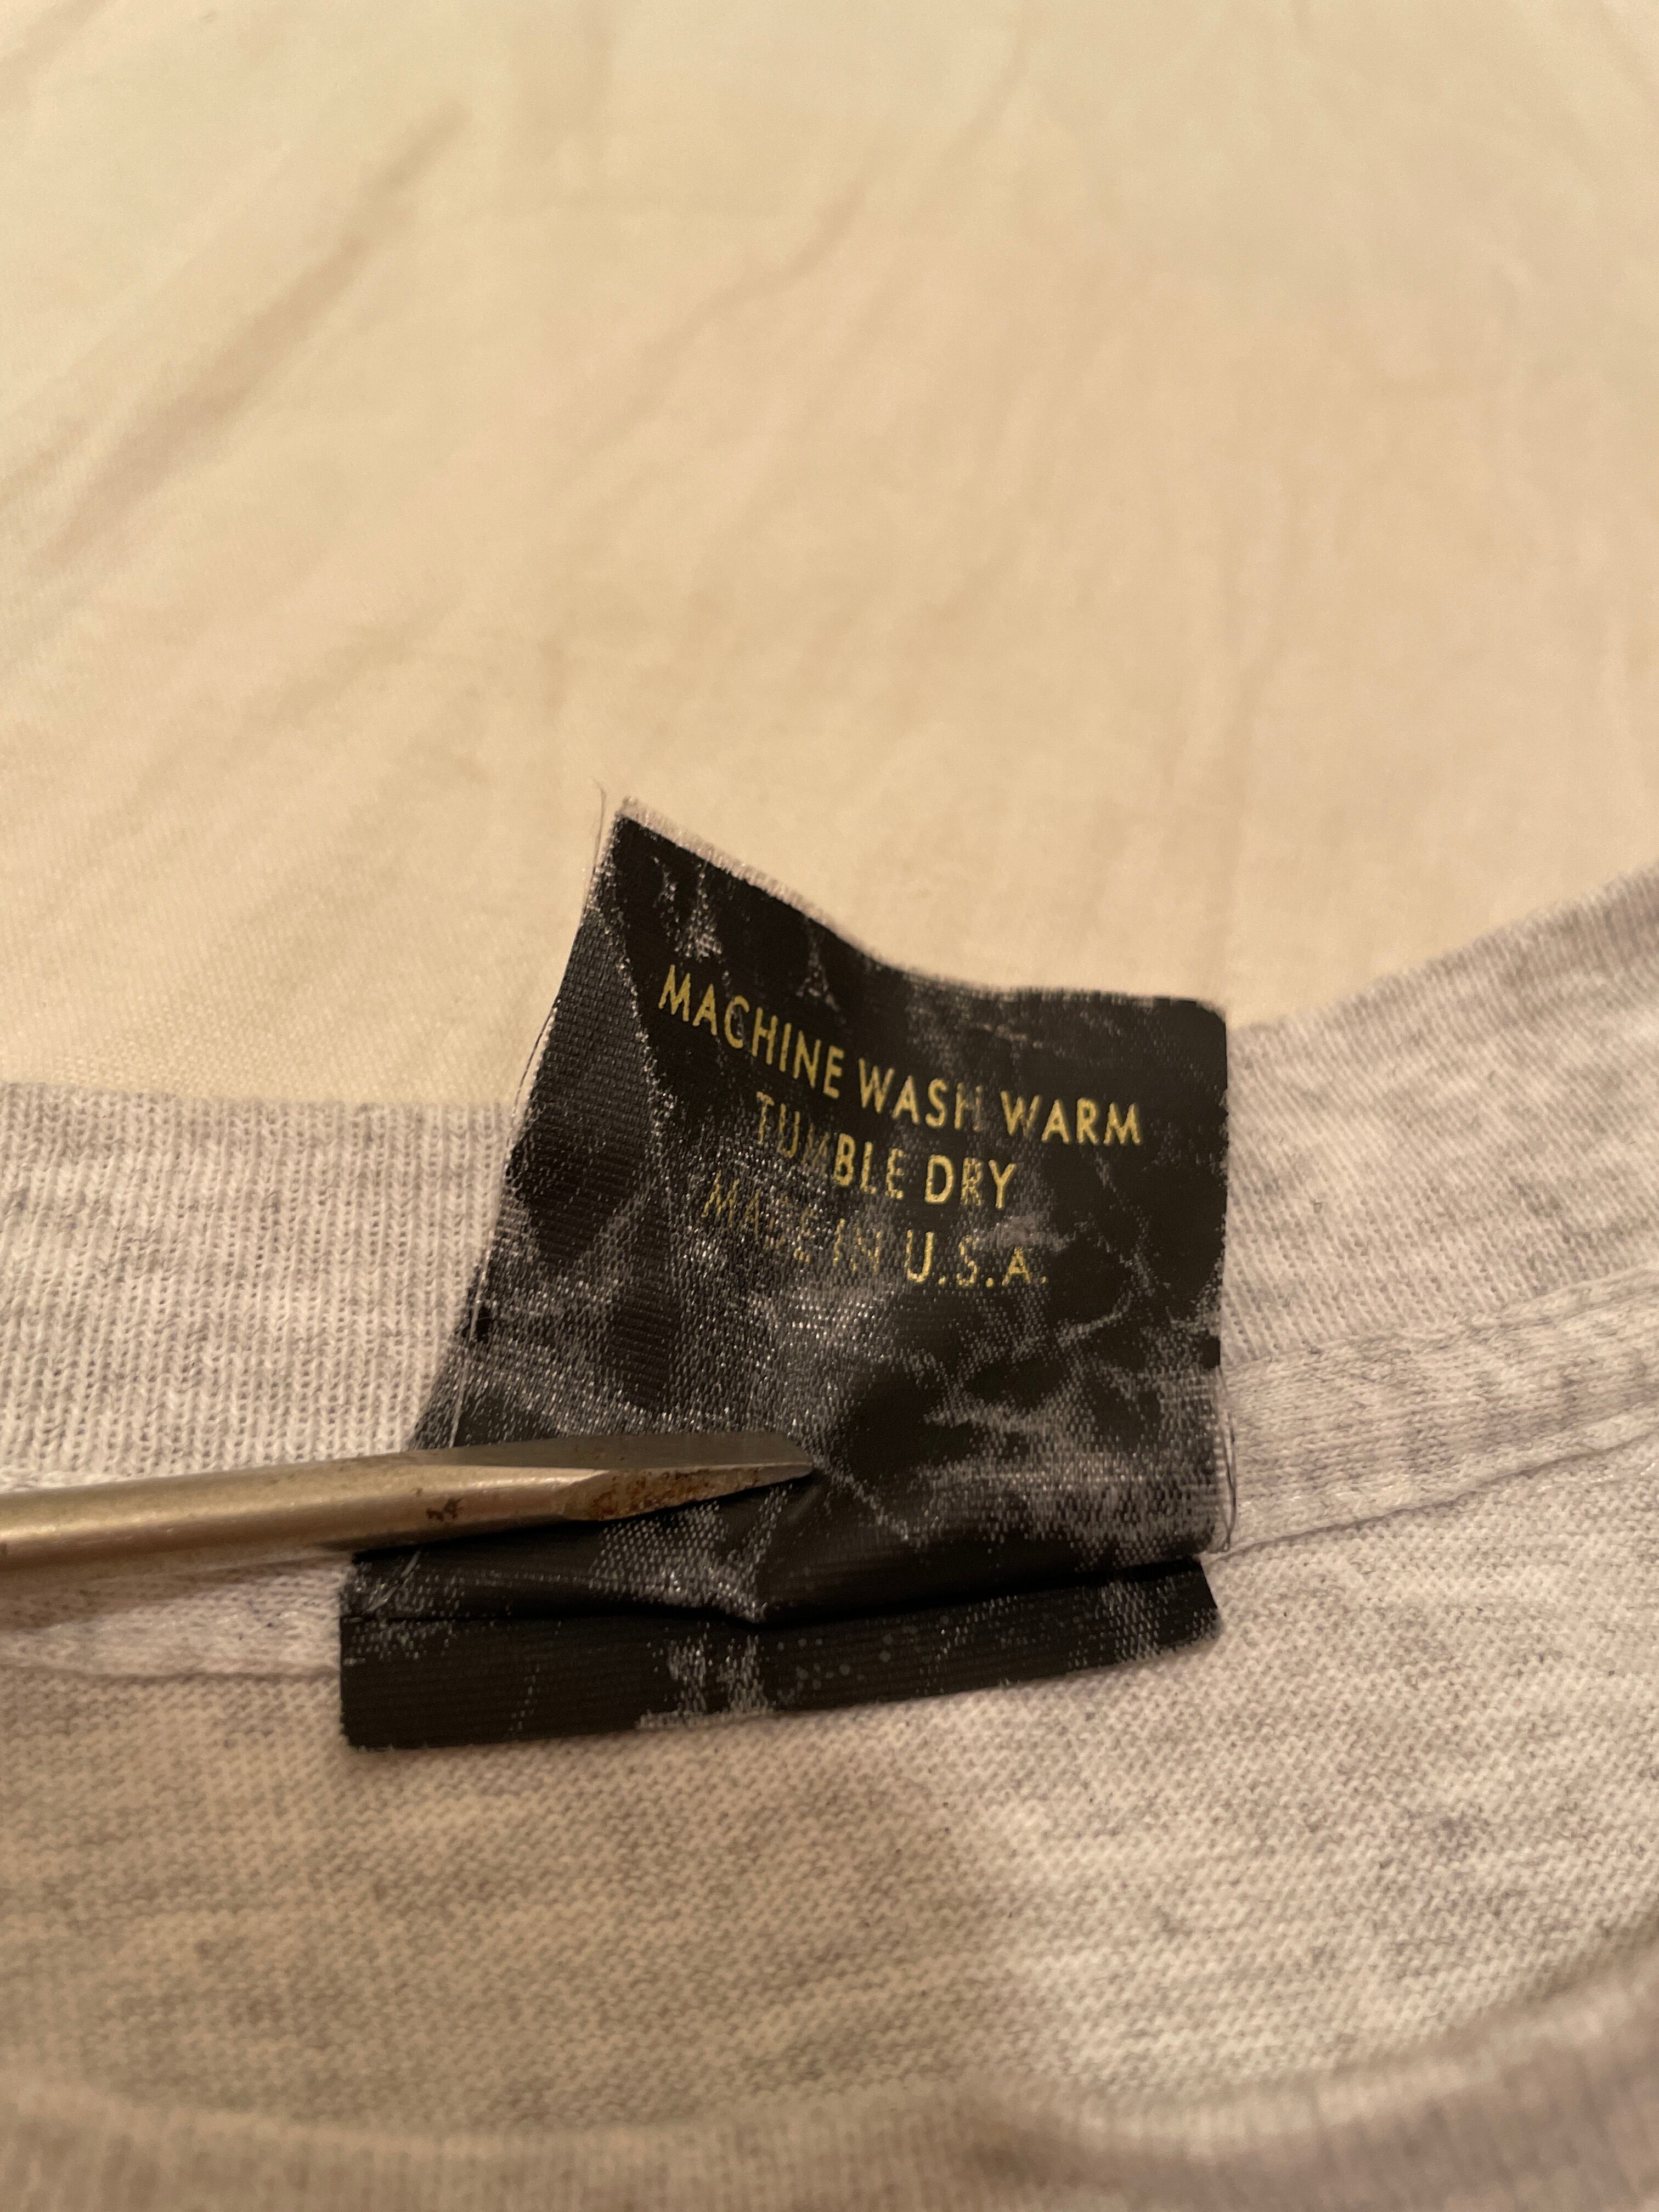 MACHINE WASH WARM
TUMBLE DRY
MADE IN U.S.A.